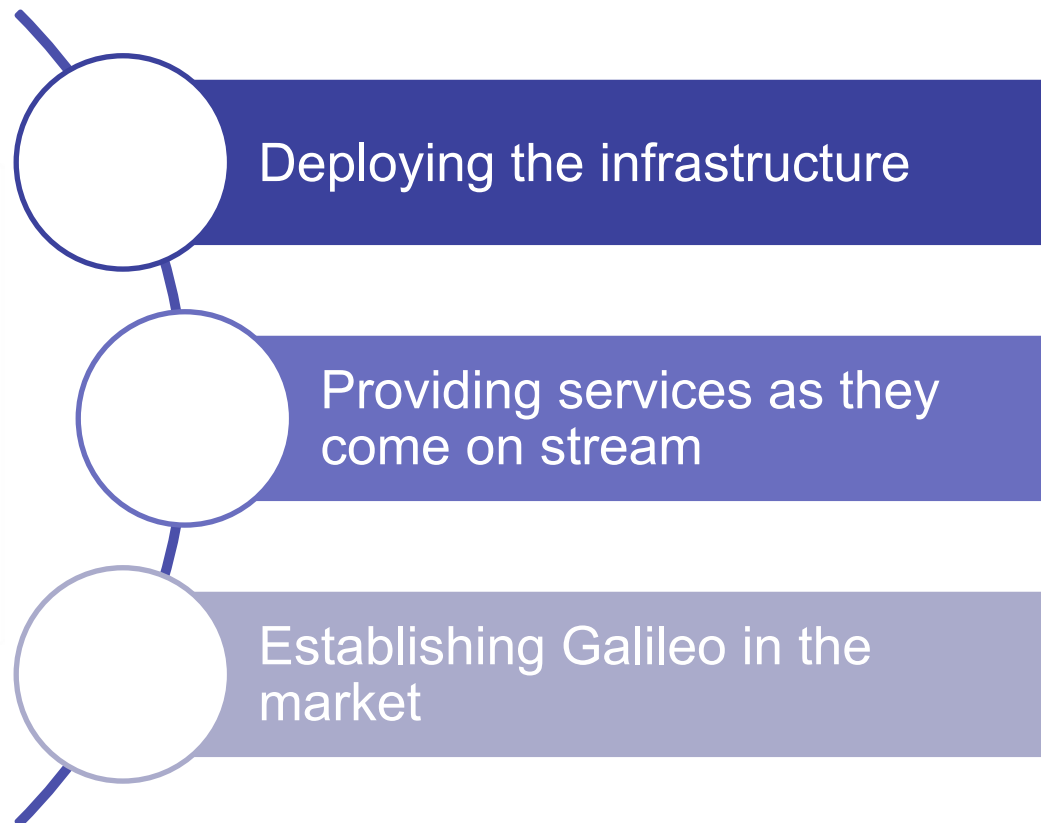 Deploying the infrastructure
Providing services as they
come on stream
Establishing Galileo in the
market